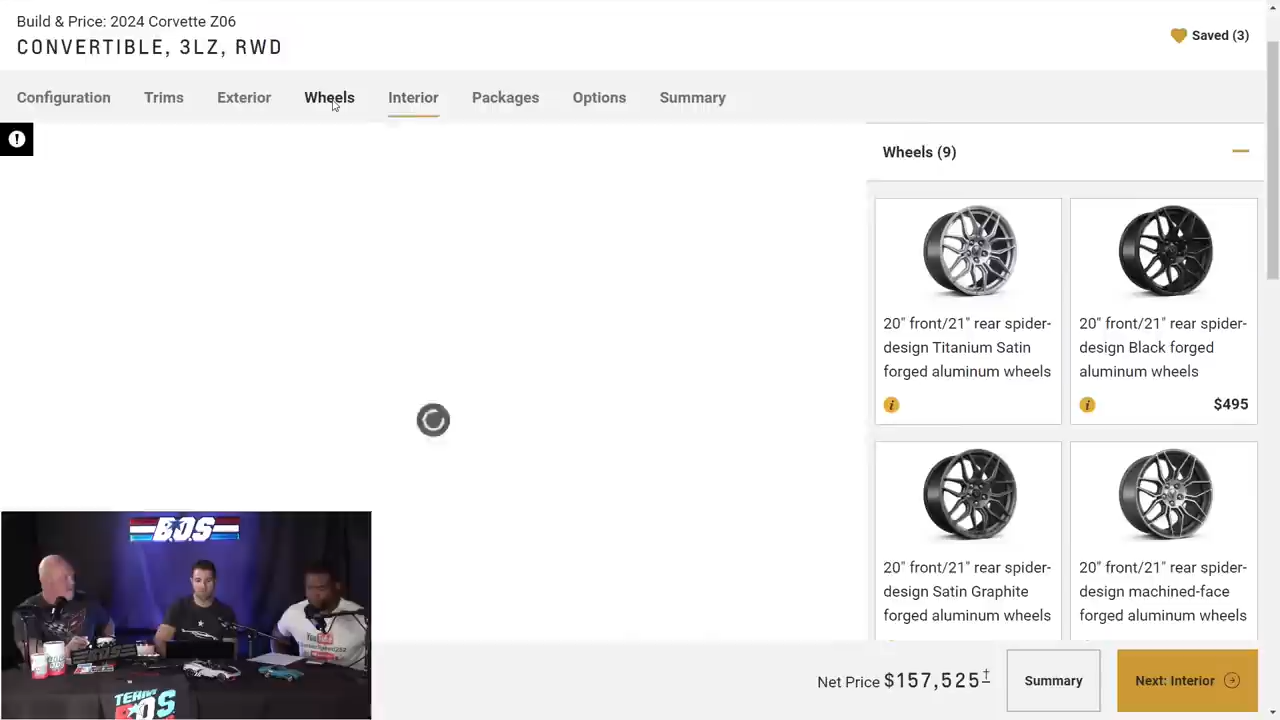 Build & Price: 2024 Corvette Z06
CONVERTIBLE, 3LZ, RWD
Saved (3)
Configuration Trims Exterior Wheels Interior Packages Options Summary
Wheels (9)
20" front/21" rear spider-
design Titanium Satin
forged aluminum wheels
20" front/21" rear spider-
design Black forged
aluminum wheels
$495
20" front/21" rear spider-
design Satin Graphite
forged aluminum wheels
20" front/21" rear spider-
design machined-face
forged aluminum wheels
B.O.S
TEAM
BOS
Net Price $157,525†
Summary
Next: Interior